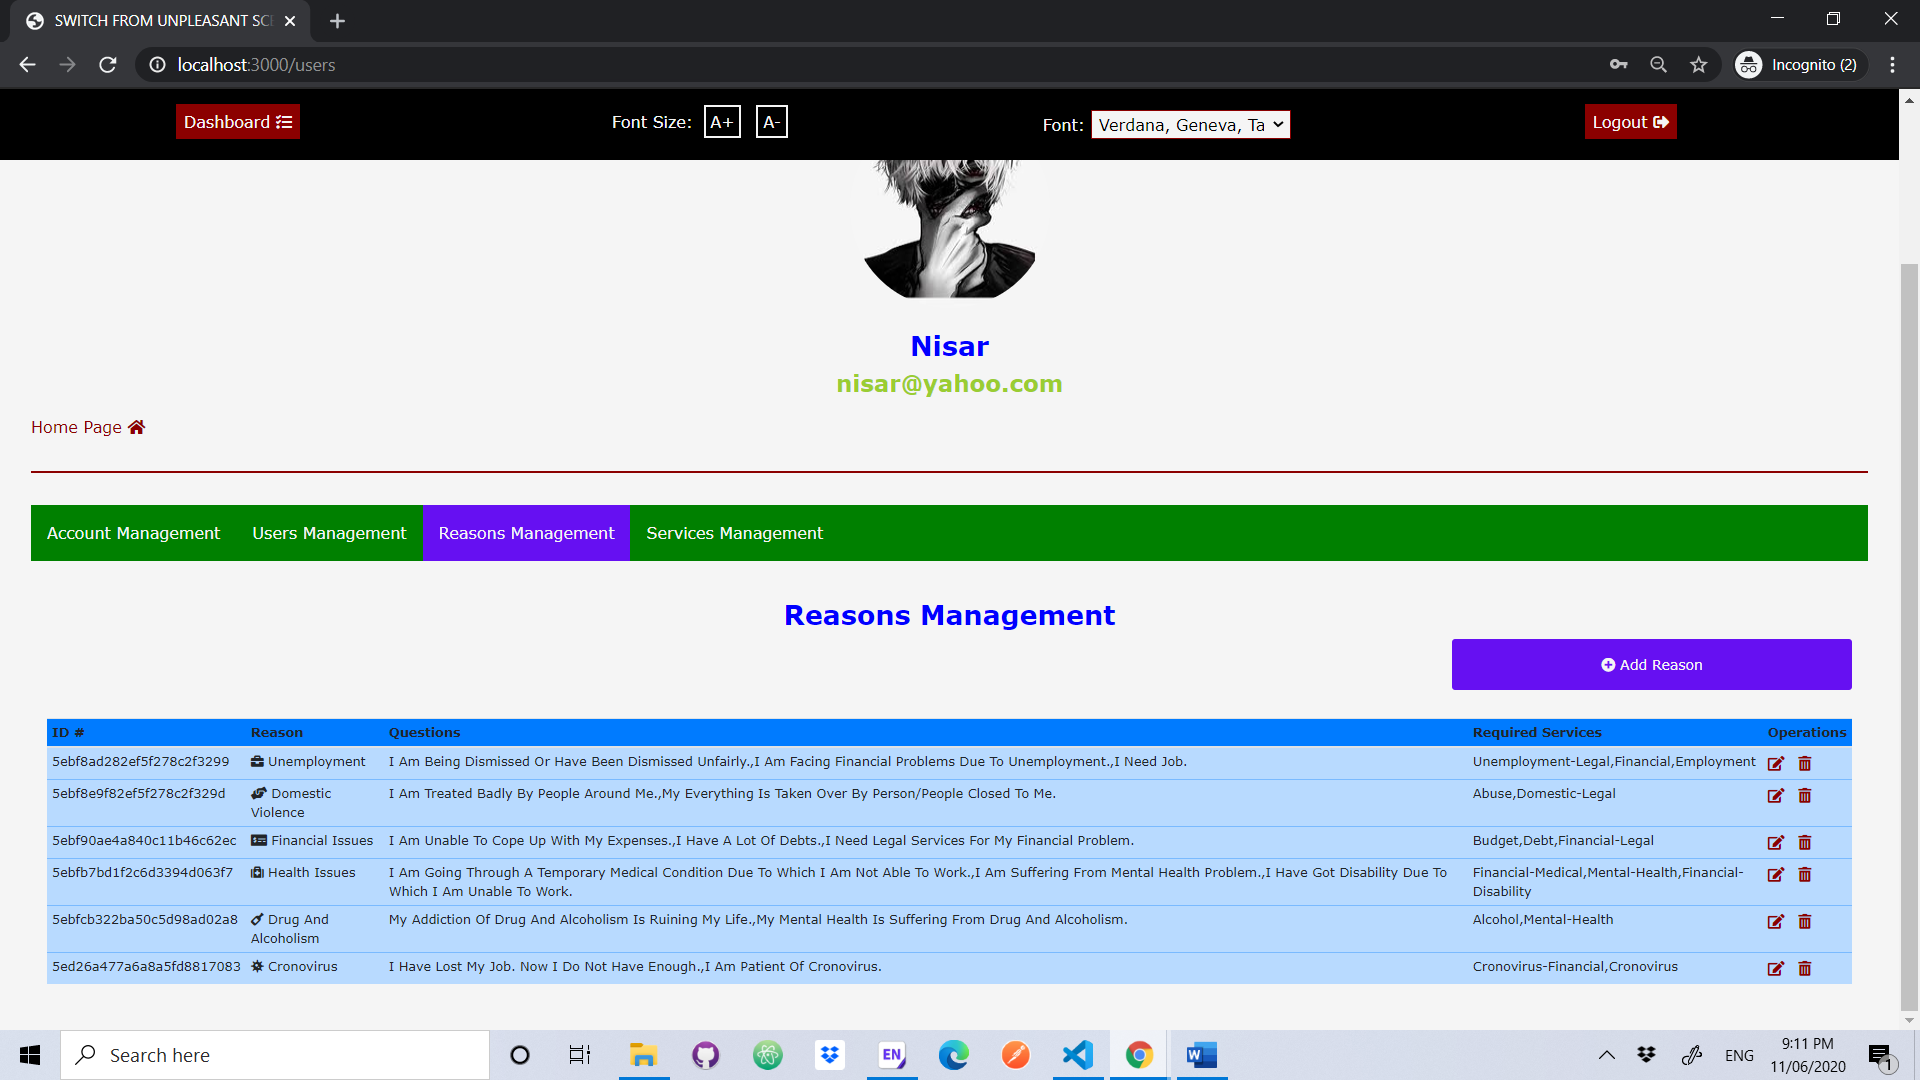 SWITCH FROM UNPLEASANT SCE
localhost:3000/users
Incognito (2)
Dashboard
Font Size: A+ A-
Font: Verdana, Geneva, Ta
Logout
Nisar
nisar@yahoo.com
Home Page
Account Management Users Management Reasons Management Services Management
Reasons Management
Add Reason
ID # Reason Questions Required Services Operations
5ebf8ad282ef5f278c2f3299 Unemployment I Am Being Dismissed Or Have Been Dismissed Unfairly.,I Am Facing Financial Problems Due To Unemployment.,I Need Job. Unemployment-Legal,Financial,Employment
5ebf8e9f82ef5f278c2f329d Domestic I Am Treated Badly By People Around Me.,My Everything Is Taken Over By Person/People Closed To Me. Abuse,Domestic-Legal
Violence
5ebf90ae4a840c11b46c62ec Financial Issues I Am Unable To Cope Up With My Expenses.,I Have A Lot Of Debts.,I Need Legal Services For My Financial Problem. Budget,Debt,Financial-Legal
5ebfb7bd1f2c6d3394d063f7 Health Issues I Am Going Through A Temporary Medical Condition Due To Which I Am Not Able To Work.,I Am Suffering From Mental Health Problem.,I Have Got Disability Due To Financial-Medical,Mental-Health,Financial-
Which I Am Unable To Work. Disability
5ebfcb322ba50c5d98ad02a8 Drug And My Addiction Of Drug And Alcoholism Is Ruining My Life.,My Mental Health Is Suffering From Drug And Alcoholism. Alcohol,Mental-Health
Alcoholism
5ed26a477a6a8a5fd8817083 Cronovirus I Have Lost My Job. Now I Do Not Have Enough.,I Am Patient Of Cronovirus. Cronovirus-Financial,Cronovirus
Search here
EN
W
ENG
9:11 PM
11/06/2020
1